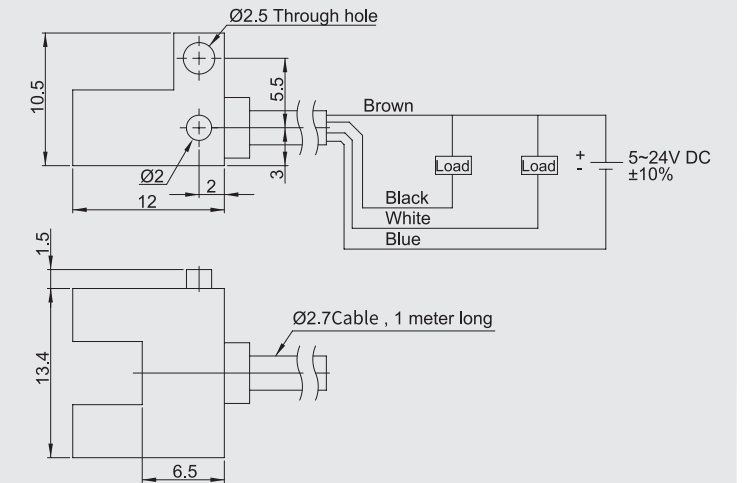 Ø2.5 Through hole
10.5
5.5
Brown
Load
Load
+
-
5~24V DC
±10%
Ø2
2
3
12
Black
White
Blue
1.5
13.4
Ø2.7Cable , 1 meter long
6.5